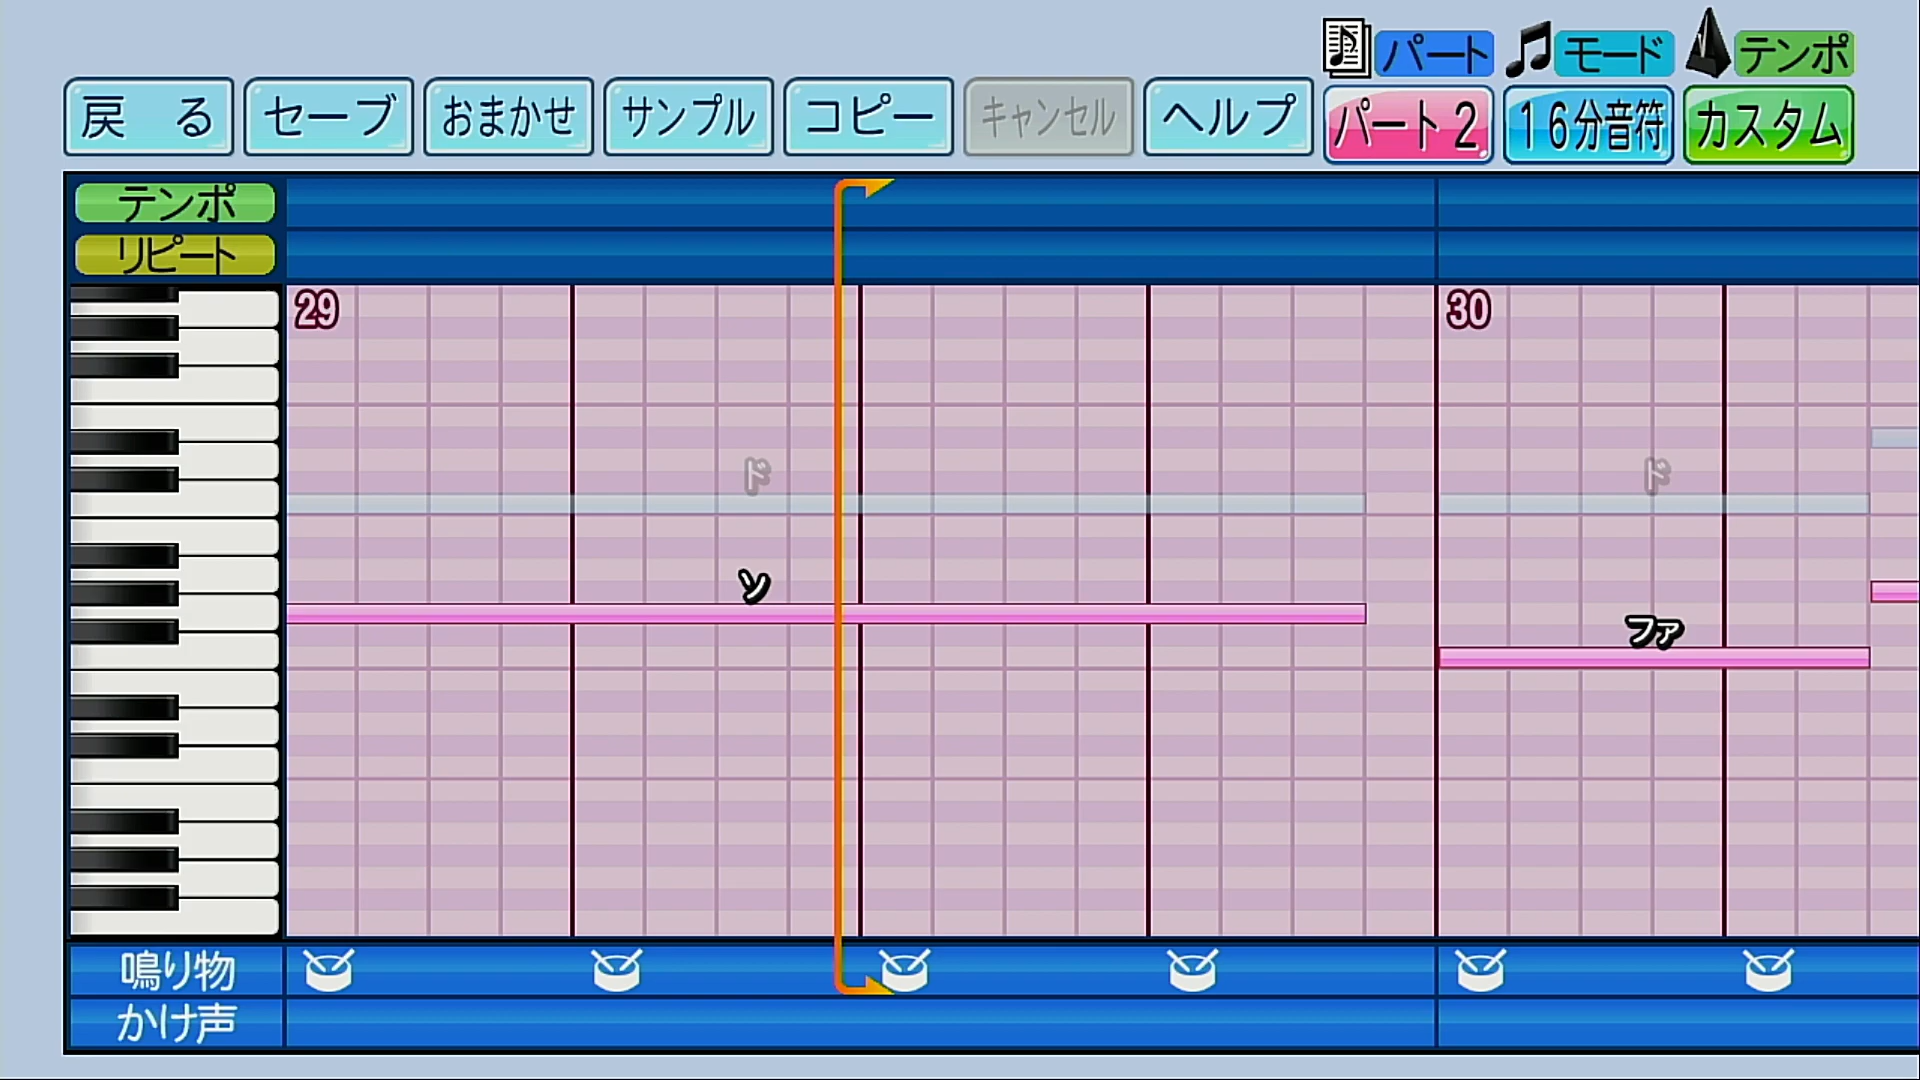 パート モード テンポ
戻る セーブ おまかせ サンプル コピー キャンセル ヘルプ パート2 16分音符 カスタム
テンポ
リピート
29 30
ド ド
ソ
ファ
鳴り物
かけ声